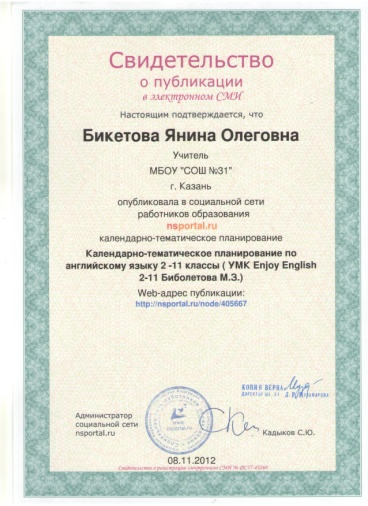 Свидетельство
о публикации
в электронном СМИ
Настоящим подтверждается, что
Бикетова Янина Олеговна
Учитель
МБОУ "СОШ №31"
г. Казань
опубликовала в социальной сети
работников образования
nsportal.ru
календарно-тематическое планирование
Календарно-тематическое планирование по
английскому языку 2 -11 классы ( УМК Enjoy English
2-11 Биболетова М.З.)
Web-адрес публикации:
http://nsportal.ru/node/405667
КОПИЯ ВЕРНА
ДИРЕКТОР
Администратор
социальной сети
nsportal.ru
www.
nsportal.ru
Кадыков С.Ю.
08.11.2012
Свидетельство о регистрации электронного СМИ №